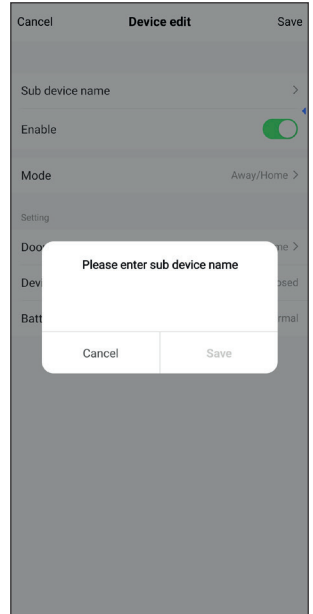 Cancel Device edit Save
Sub device name
Enable
Mode Away/Home
Setting
Please enter sub device name
Cancel Save